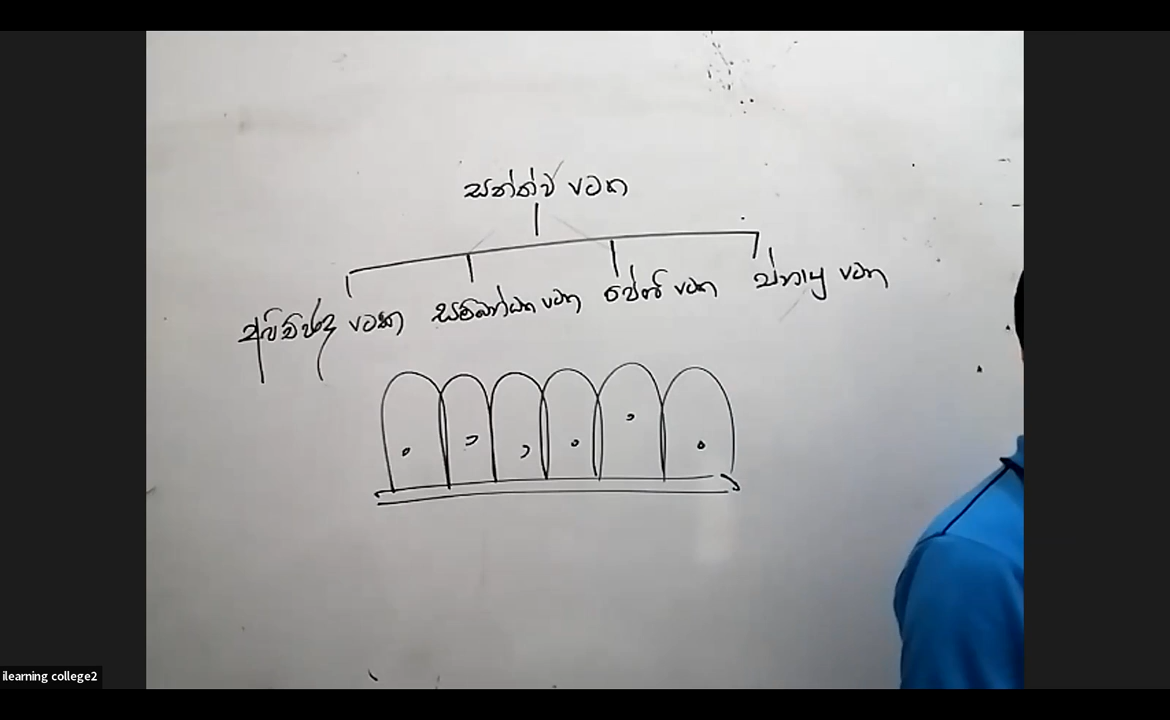 සත්ත්ව පටක
අපිච්ඡද පටක සම්බන්ධක පටක පේශි පටක ස්නායු පටක
ilearning college2